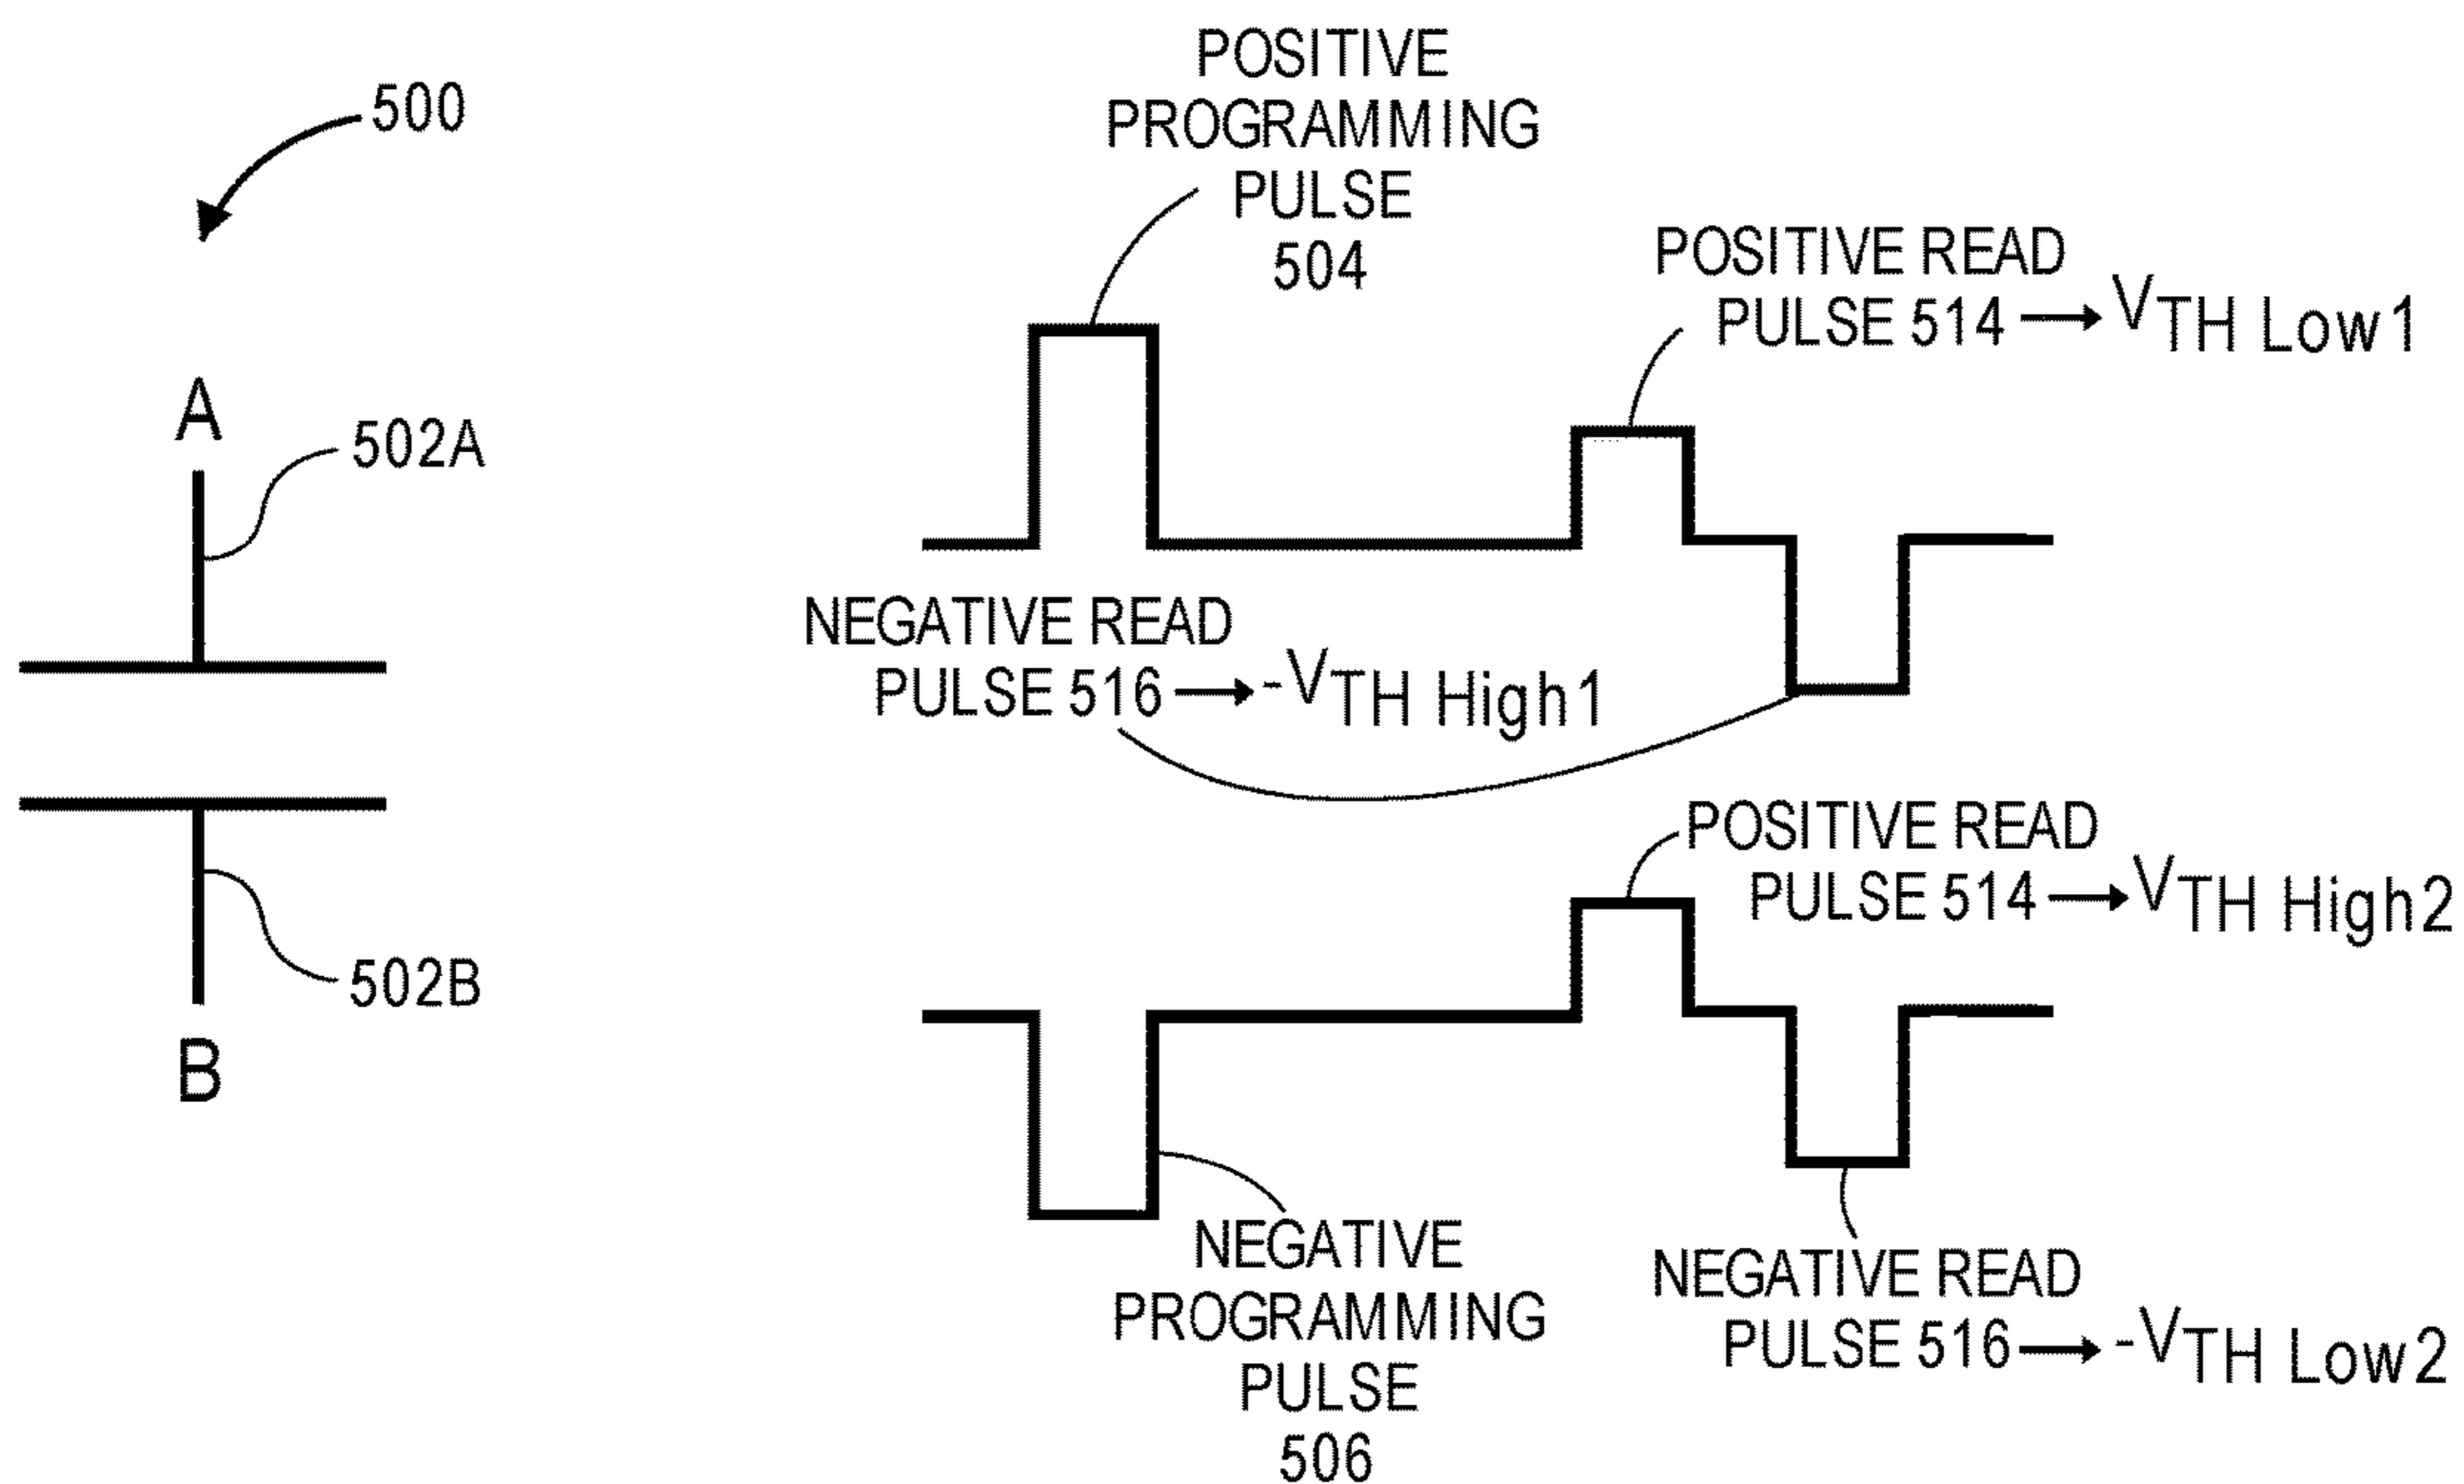 500
A
502A
502B
B
POSITIVE
PROGRAMMING
PULSE
504
POSITIVE READ
PULSE 514 → VTH Low1
NEGATIVE READ
PULSE 516 → -VTH High1
POSITIVE READ
PULSE 514 → VTH High2
NEGATIVE
PROGRAMMING
PULSE
506
NEGATIVE READ
PULSE 516 → -VTH Low2